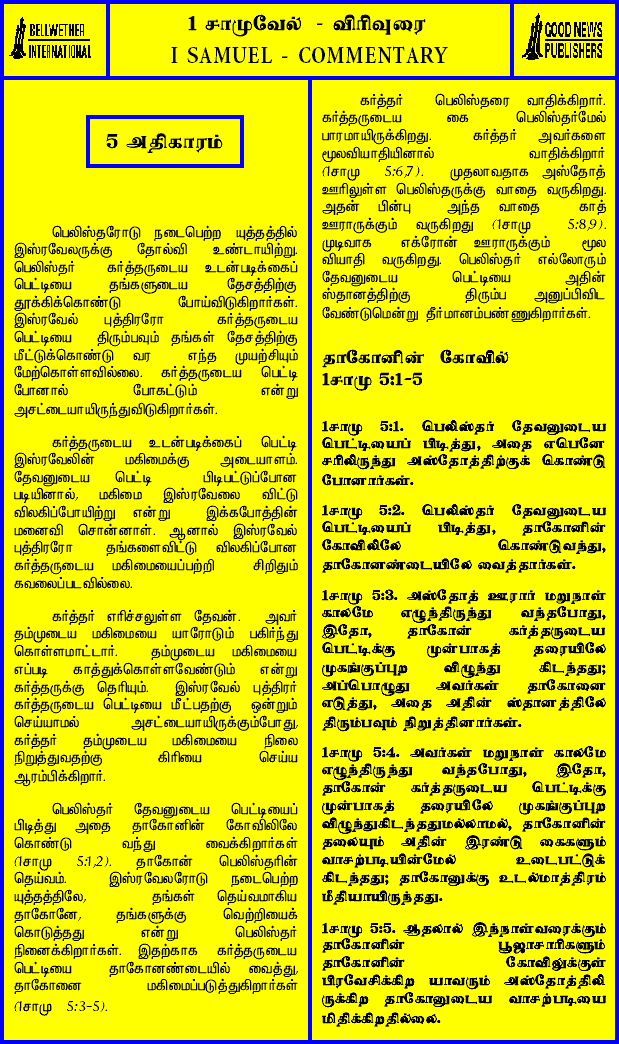 BELLWETHER
INTERNATIONAL
1 சாமுவேல் - விரிவுரை
I SAMUEL - COMMENTARY
GOOD NEWS
PUBLISHERS
5 அதிகாரம்
பெலிஸ்தரோடு நடைபெற்ற யுத்தத்தில்
இஸ்ரவேலருக்கு தோல்வி உண்டாயிற்று.
பெலிஸ்தர் கர்த்தருடைய உடன்படிக்கைப்
பெட்டியை தங்களுடைய தேசத்திற்கு
தூக்கிக்கொண்டு போய்விடுகிறார்கள்.
இஸ்ரவேல் புத்திரரோ கர்த்தருடைய
பெட்டியை திரும்பவும் தங்கள் தேசத்திற்கு
மீட்டுக்கொண்டு வர எந்த முயற்சியும்
மேற்கொள்ளவில்லை. கர்த்தருடைய பெட்டி
போனால் போகட்டும் என்று
அசட்டையாயிருந்துவிடுகிறார்கள்.
கர்த்தருடைய உடன்படிக்கைப் பெட்டி
இஸ்ரவேலின் மகிமைக்கு அடையாளம்.
தேவனுடைய பெட்டி பிடிபட்டுப்போன
படியினால், மகிமை இஸ்ரவேலை விட்டு
விலகிப்போயிற்று என்று இக்கபோத்தின்
மனைவி சொன்னாள். ஆனால் இஸ்ரவேல்
புத்திரரோ தங்களைவிட்டு விலகிப்போன
கர்த்தருடைய மகிமையைப்பற்றி சிறிதும்
கவலைப்படவில்லை.
கர்த்தர் எரிச்சலுள்ள தேவன். அவர்
தம்முடைய மகிமையை யாரோடும் பகிர்ந்து
கொள்ளமாட்டார். தம்முடைய மகிமையை
எப்படி காத்துக்கொள்ளவேண்டும் என்று
கர்த்தருக்கு தெரியும். இஸ்ரவேல் புத்திரர்
கர்த்தருடைய பெட்டியை மீட்பதற்கு ஒன்றும்
செய்யாமல் அசட்டையாயிருக்கும்போது,
கர்த்தர் தம்முடைய மகிமையை நிலை
நிறுத்துவதற்கு கிரியை செய்ய
ஆரம்பிக்கிறார்.
பெலிஸ்தர் தேவனுடைய பெட்டியைப்
பிடித்து அதை தாகோனின் கோவிலிலே
கொண்டு வந்து வைக்கிறார்கள்
(1சாமு 5:1,2). தாகோன் பெலிஸ்தரின்
தெய்வம். இஸ்ரவேலரோடு நடைபெற்ற
யுத்தத்திலே, தங்கள் தெய்வமாகிய
தாகோனே, தங்களுக்கு வெற்றியைக்
கொடுத்தது என்று பெலிஸ்தர்
நினைக்கிறார்கள். இதற்காக கர்த்தருடைய
பெட்டியை தாகோனண்டையில் வைத்து,
தாகோனை மகிமைப்படுத்துகிறார்கள்
(1சாமு 5:3-5).
கர்த்தர் பெலிஸ்தரை வாதிக்கிறார்.
கர்த்தருடைய கை பெலிஸ்தர்மேல்
பாரமாயிருக்கிறது. கர்த்தர் அவர்களை
மூலவியாதியினால் வாதிக்கிறார்
(1சாமு 5:6,7). முதலாவதாக அஸ்தோத்
ஊரிலுள்ள பெலிஸ்தருக்கு வாதை வருகிறது.
அதன் பின்பு அந்த வாதை காத்
ஊராருக்கும் வருகிறது (1சாமு 5:8,9).
முடிவாக எக்ரோன் ஊராருக்கும் மூல
வியாதி வருகிறது. பெலிஸ்தர் எல்லோரும்
தேவனுடைய பெட்டியை அதின்
ஸ்தானத்திற்கு திரும்ப அனுப்பிவிட
வேண்டுமென்று தீர்மானம்பண்ணுகிறார்கள்.
தாகோனின் கோவில்
1சாமு 5:1-5
1சாமு 5:1. பெலிஸ்தர் தேவனுடைய
பெட்டியைப் பிடித்து, அதை எபெனே
சரிலிருந்து அஸ்தோத்திற்குக் கொண்டு
போனார்கள்.
1சாமு 5:2. பெலிஸ்தர் தேவனுடைய
பெட்டியைப் பிடித்து, தாகோனின்
கோவிலிலே கொண்டுவந்து,
தாகோனண்டையிலே வைத்தார்கள்.
1சாமு 5:3. அஸ்தோத் ஊரார் மறுநாள்
காலமே எழுந்திருந்து வந்தபோது,
இதோ, தாகோன் கர்த்தருடைய
பெட்டிக்கு முன்பாகத் தரையிலே
முகங்குப்புற விழுந்து கிடந்தது;
அப்பொழுது அவர்கள் தாகோனை
எடுத்து, அதை அதின் ஸ்தானத்திலே
திரும்பவும் நிறுத்தினார்கள்.
1சாமு 5:4. அவர்கள் மறுநாள் காலமே
எழுந்திருந்து வந்தபோது, இதோ,
தாகோன் கர்த்தருடைய பெட்டிக்கு
முன்பாகத் தரையிலே முகங்குப்புற
விழுந்துகிடந்ததுமல்லாமல், தாகோனின்
தலையும் அதின் இரண்டு கைகளும்
வாசற்படியின்மேல் உடைபட்டுக்
கிடந்தது; தாகோனுக்கு உடல்மாத்திரம்
மீதியாயிருந்தது.
1சாமு 5:5. ஆதலால் இந்நாள்வரைக்கும்
தாகோனின் பூஜாசாரிகளும்
தாகோனின் கோவிலுக்குள்
பிரவேசிக்கிற யாவரும் அஸ்தோத்திலி
ருக்கிற தாகோனுடைய வாசற்படியை
மிதிக்கிறதில்லை.